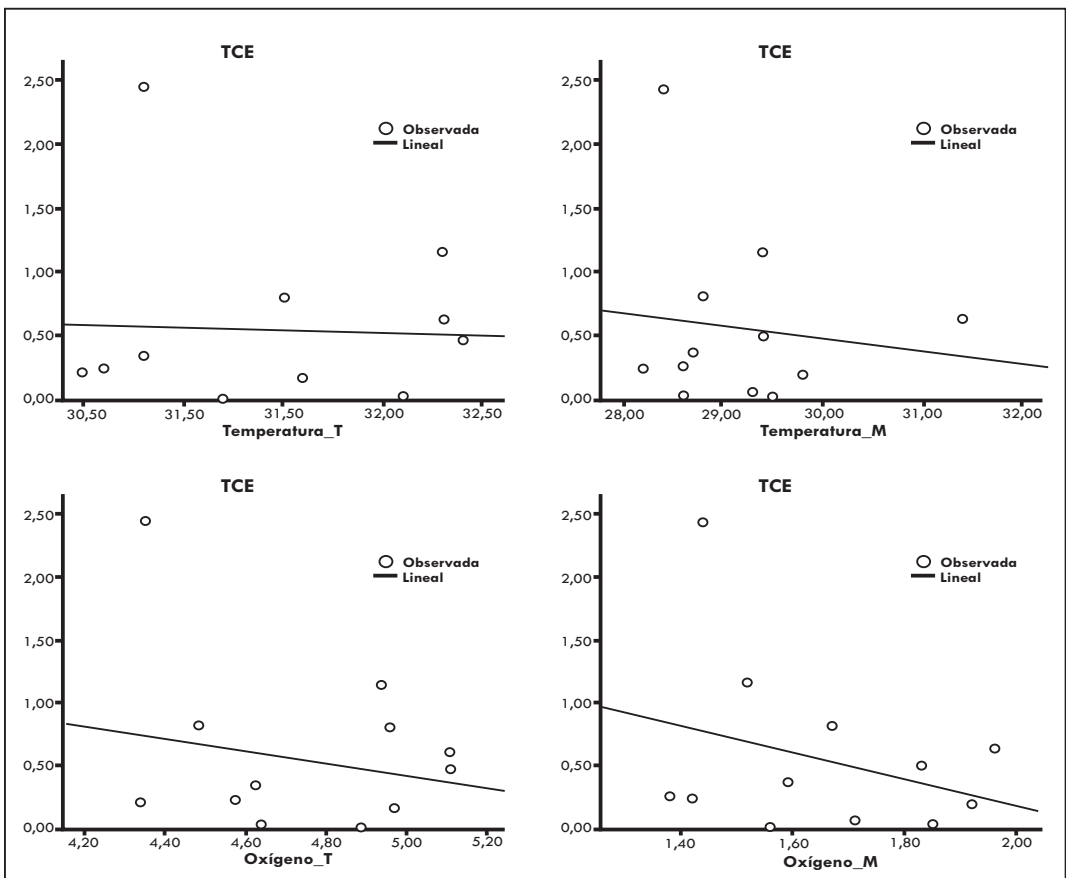 TCE
2,50
2,00
1,50
1,00
0,50
0,00
Observada
Lineal
30,50 31,50 31,50 32,00 32,50
Temperatura_T
TCE
2,50
2,00
1,50
1,00
0,50
0,00
Observada
Lineal
28,00 29,00 30,00 31,00 32,00
Temperatura_M
TCE
2,50
2,00
1,50
1,00
0,50
0,00
Observada
Lineal
4,20 4,40 4,60 4,80 5,00 5,20
Oxígeno_T
TCE
2,50
2,00
1,50
1,00
0,50
0,00
Observada
Lineal
1,40 1,60 1,80 2,00
Oxígeno_M